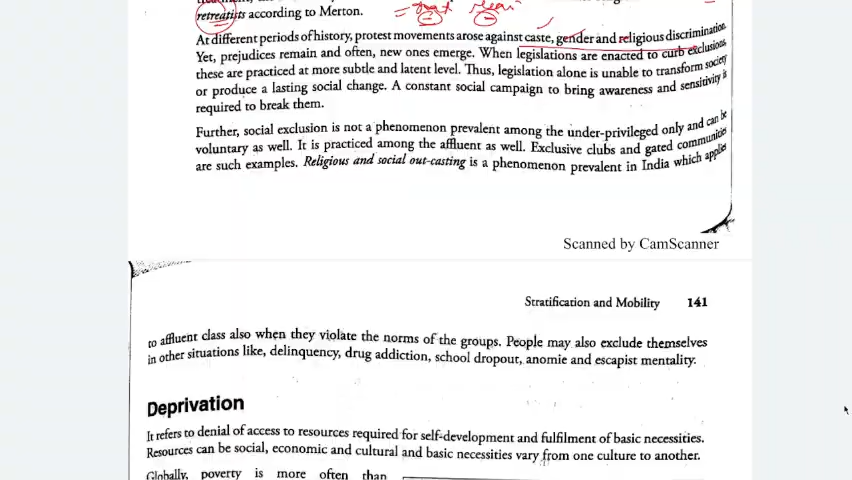 retreatists according to Merton.
At different periods of history, protest movements arose against caste, gender and religious discrimination.
Yet, prejudices remain and often, new ones emerge. When legislations are enacted to curb exclusions,
these are practiced at more subtle and latent level. Thus, legislation alone is unable to transform society
or produce a lasting social change. A constant social campaign to bring awareness and sensitivity is
required to break them.
Further, social exclusion is not a phenomenon prevalent among the under-privileged only and can be
voluntary as well. It is practiced among the affluent as well. Exclusive clubs and gated communities
are such examples. Religious and social out-casting is a phenomenon prevalent in India which applies
Scanned by CamScanner
Stratification and Mobility 141
to affluent class also when they violate the norms of the groups. People may also exclude themselves
in other situations like, delinquency, drug addiction, school dropout, anomie and escapist mentality.
Deprivation
It refers to denial of access to resources required for self-development and fulfilment of basic necessities.
Resources can be social, economic and cultural and basic necessities vary from one culture to another.
Globally, poverty is more often than